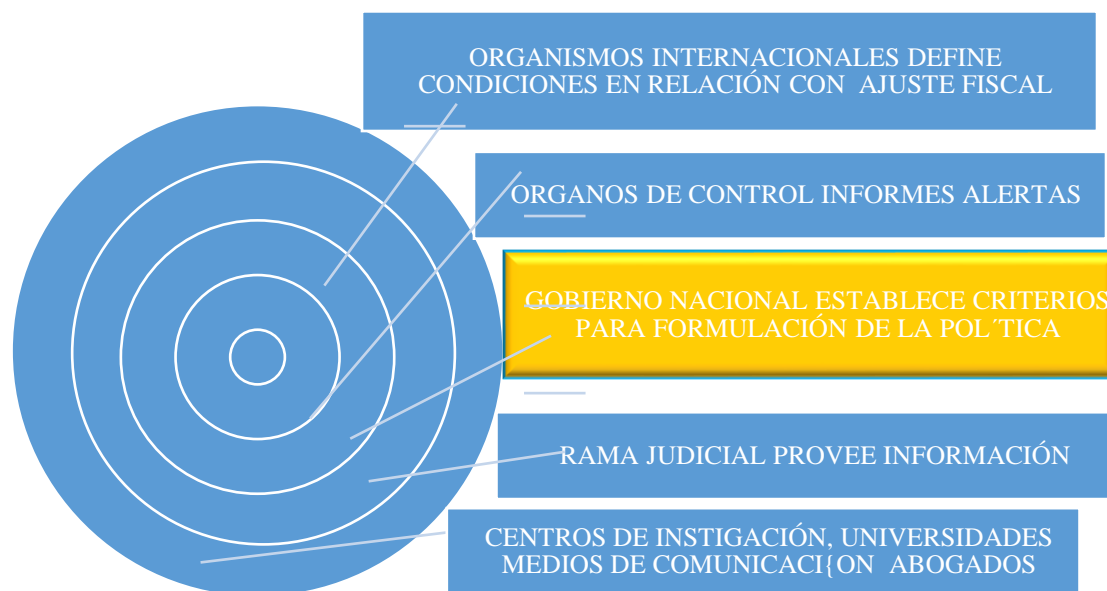 ORGANISMOS INTERNACIONALES DEFINE
CONDICIONES EN RELACIÓN CON AJUSTE FISCAL
ORGANOS DE CONTROL INFORMES ALERTAS
GOBIERNO NACIONAL ESTABLECE CRITERIOS
PARA FORMULACIÓN DE LA POL´TICA
RAMA JUDICIAL PROVEE INFORMACIÓN
CENTROS DE INSTIGACIÓN, UNIVERSIDADES
MEDIOS DE COMUNICACI{ON ABOGADOS